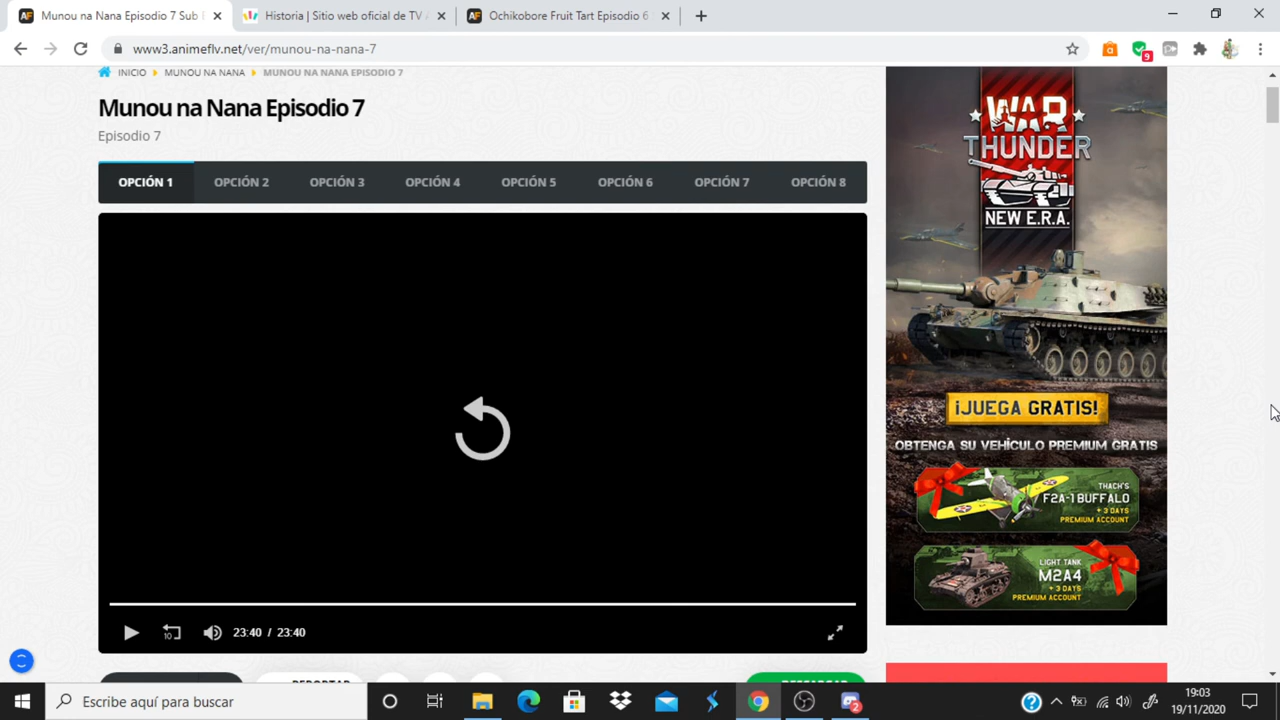 Munou na Nana Episodio 7 Sub
Historia | Sitio web oficial de TV
Ochikobore Fruit Tart Episodio 6
www3.animeflv.net/ver/munou-na-nana-7
9
INICIO MUNOU NA NANA MUNOU NA NANA EPISODIO 7
Munou na Nana Episodio 7
Episodio 7
OPCIÓN 1 OPCIÓN 2 OPCIÓN 3 OPCIÓN 4 OPCIÓN 5 OPCIÓN 6 OPCIÓN 7 OPCIÓN 8
10
23:40 / 23:40
REPORTAR
DESCARGAR
WAR
THUNDER
NEW E.R.A.
¡JUEGA GRATIS!
OBTENGA SU VEHÍCULO PREMIUM GRATIS
THACH'S
F2A-1 BUFFALO
+ 3 DAYS
PREMIUM ACCOUNT
LIGHT TANK
M2A4
+ 3 DAYS
PREMIUM ACCOUNT
Escribe aquí para buscar
2
19:03
19/11/2020